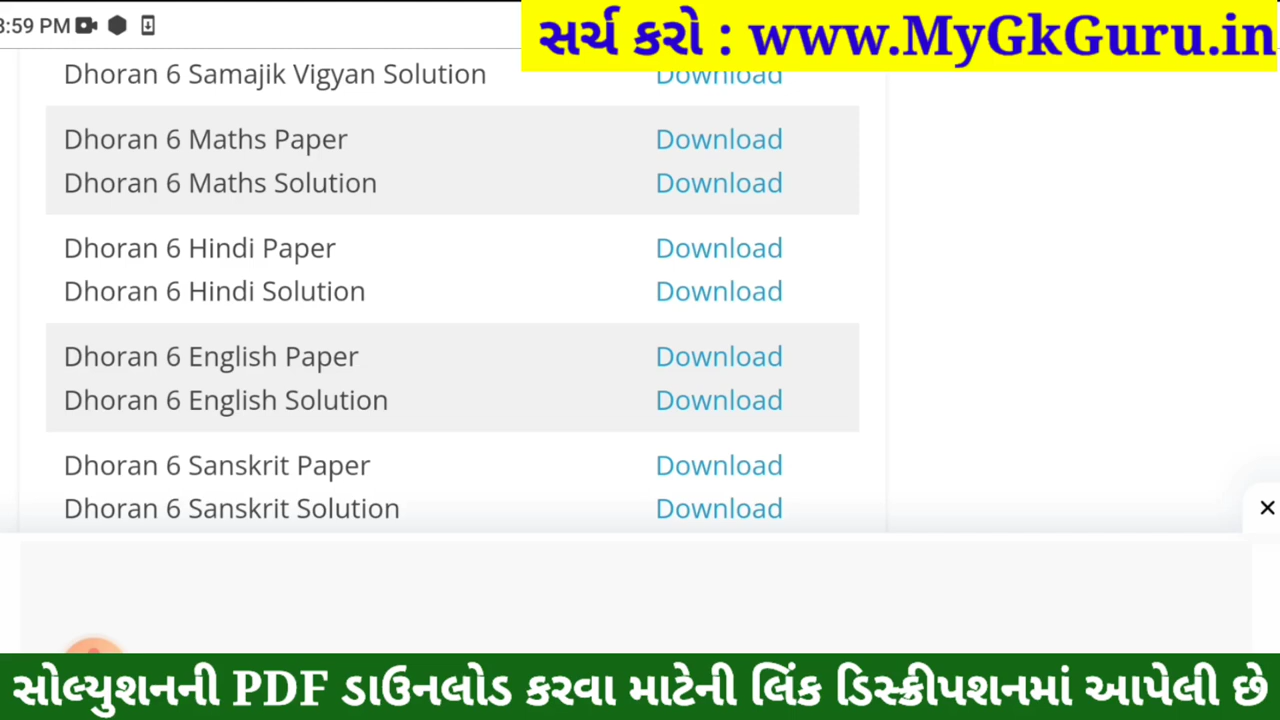 3:59 PM
સર્ચ કરો : www.MyGkGuru.in
Dhoran 6 Samajik Vigyan Solution Download
Dhoran 6 Maths Paper Download
Dhoran 6 Maths Solution Download
Dhoran 6 Hindi Paper Download
Dhoran 6 Hindi Solution Download
Dhoran 6 English Paper Download
Dhoran 6 English Solution Download
Dhoran 6 Sanskrit Paper Download
Dhoran 6 Sanskrit Solution Download
સોલ્યુશનની PDF ડાઉનલોડ કરવા માટેની લિંક ડિસ્ક્રીપશનમાં આપેલી છે